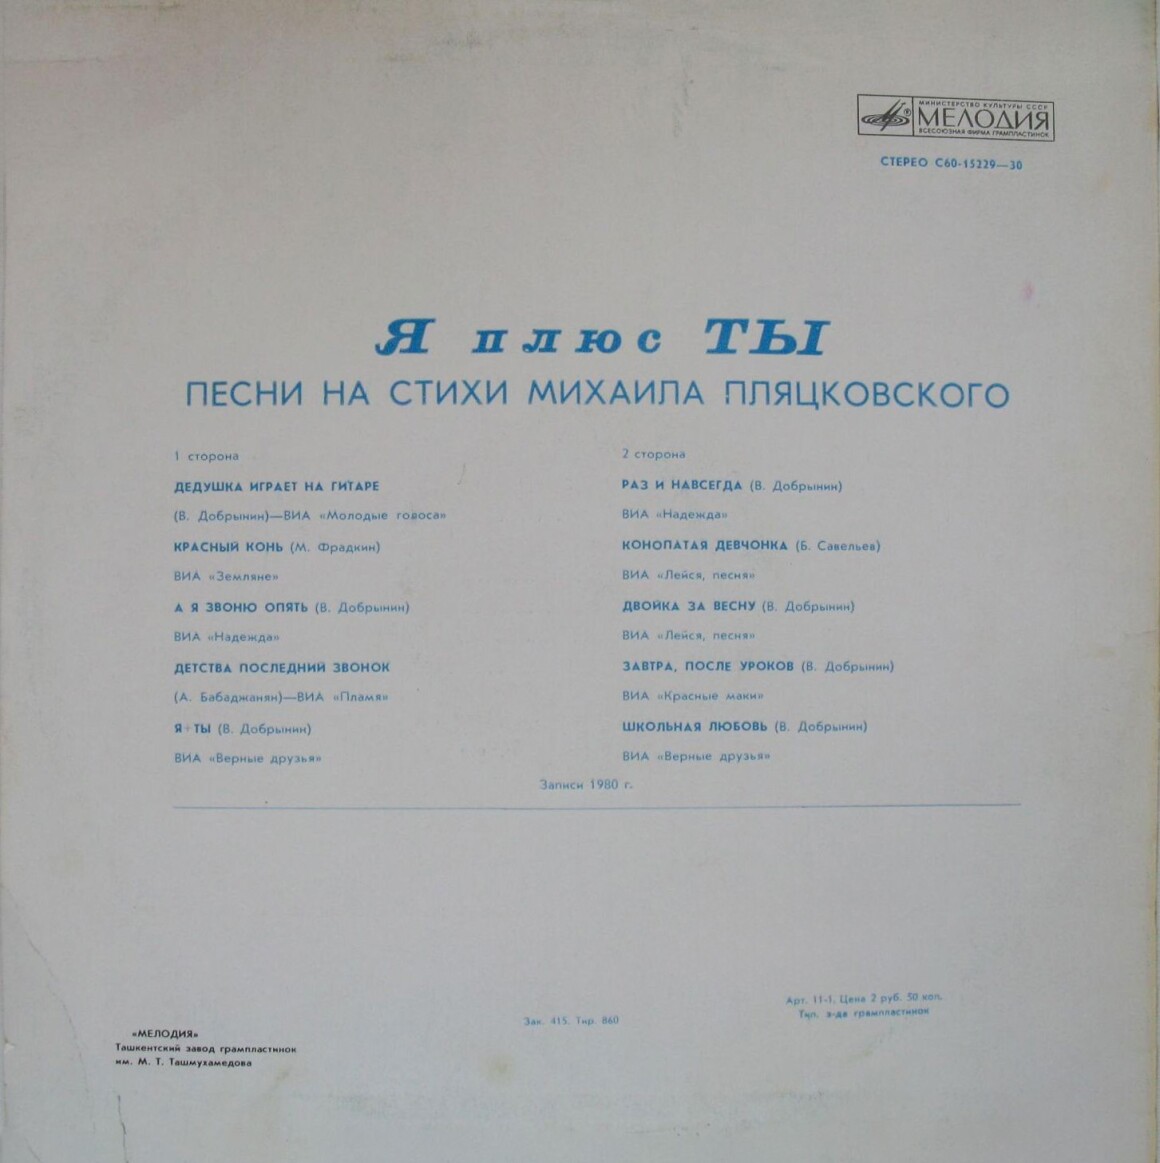 МИНИСТЕРСТВО КУЛЬТУРЫ СССР
МЕЛОДИЯ
ВСЕСОЮЗНАЯ ФИРМА ГРАМПЛАСТИНОК
СТЕРЕО С60-15229—30
Я плюс ТЫ
ПЕСНИ НА СТИХИ МИХАИЛА ПЛЯЦКОВСКОГО
1 сторона
ДЕДУШКА ИГРАЕТ НА ГИТАРЕ
(В. Добрынин)—ВИА «Молодые голоса»
КРАСНЫЙ КОНЬ (М. Фрадкин)
ВИА «Земляне»
А Я ЗВОНЮ ОПЯТЬ (В. Добрынин)
ВИА «Надежда»
ДЕТСТВА ПОСЛЕДНИЙ ЗВОНОК
(А. Бабаджанян)—ВИА «Пламя»
Я+ТЫ (В. Добрынин)
ВИА «Верные друзья»
2 сторона
РАЗ И НАВСЕГДА (В. Добрынин)
ВИА «Надежда»
КОНОПАТАЯ ДЕВЧОНКА (Б. Савельев)
ВИА «Лейся, песня»
ДВОЙКА ЗА ВЕСНУ (В. Добрынин)
ВИА «Лейся, песня»
ЗАВТРА, ПОСЛЕ УРОКОВ (В. Добрынин)
ВИА «Красные маки»
ШКОЛЬНАЯ ЛЮБОВЬ (В. Добрынин)
ВИА «Верные друзья»
Записи 1980 г.
Арт. 11-1. Цена 2 руб. 50 коп.
Тип. з-да грампластинок
Зак. 415. Тир. 860
«МЕЛОДИЯ»
Ташкентский завод грампластинок
им. М. Т. Ташмухамедова